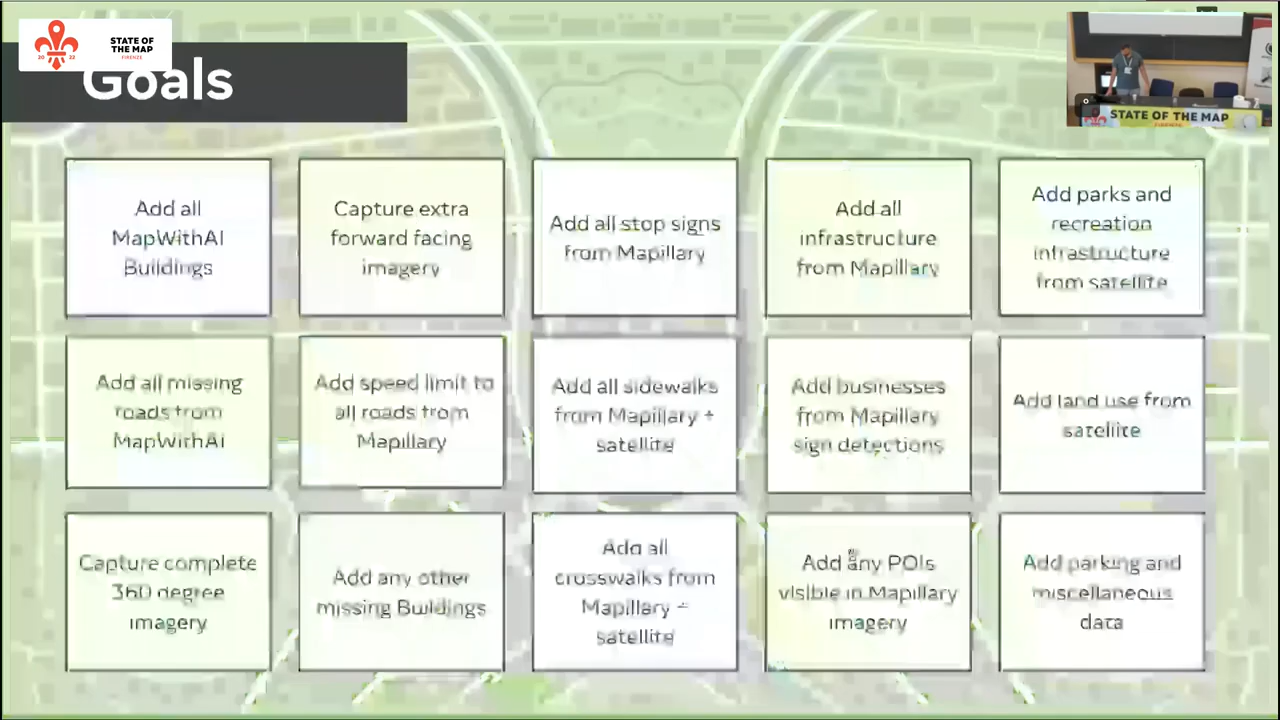 STATE OF
THE MAP
FIRENZE
2022
Goals
STATE OF THE MAP
FIRENZE
Add all
MapWithAI
Buildings
Capture extra
forward facing
imagery
Add all stop signs
from Mapillary
Add all
infrastructure
from Mapillary
Add parks and
recreation
infrastructure
from satellite
Add all missing
roads from
MapWithAI
Add speed limit to
all roads from
Mapillary
Add all sidewalks
from Mapillary +
satellite
Add businesses
from Mapillary
sign detections
Add land use from
satellite
Capture complete
360 degree
imagery
Add any other
missing Buildings
Add all
crosswalks from
Mapillary +
satellite
Add any POIs
visible in Mapillary
imagery
Add parking and
miscellaneous
data